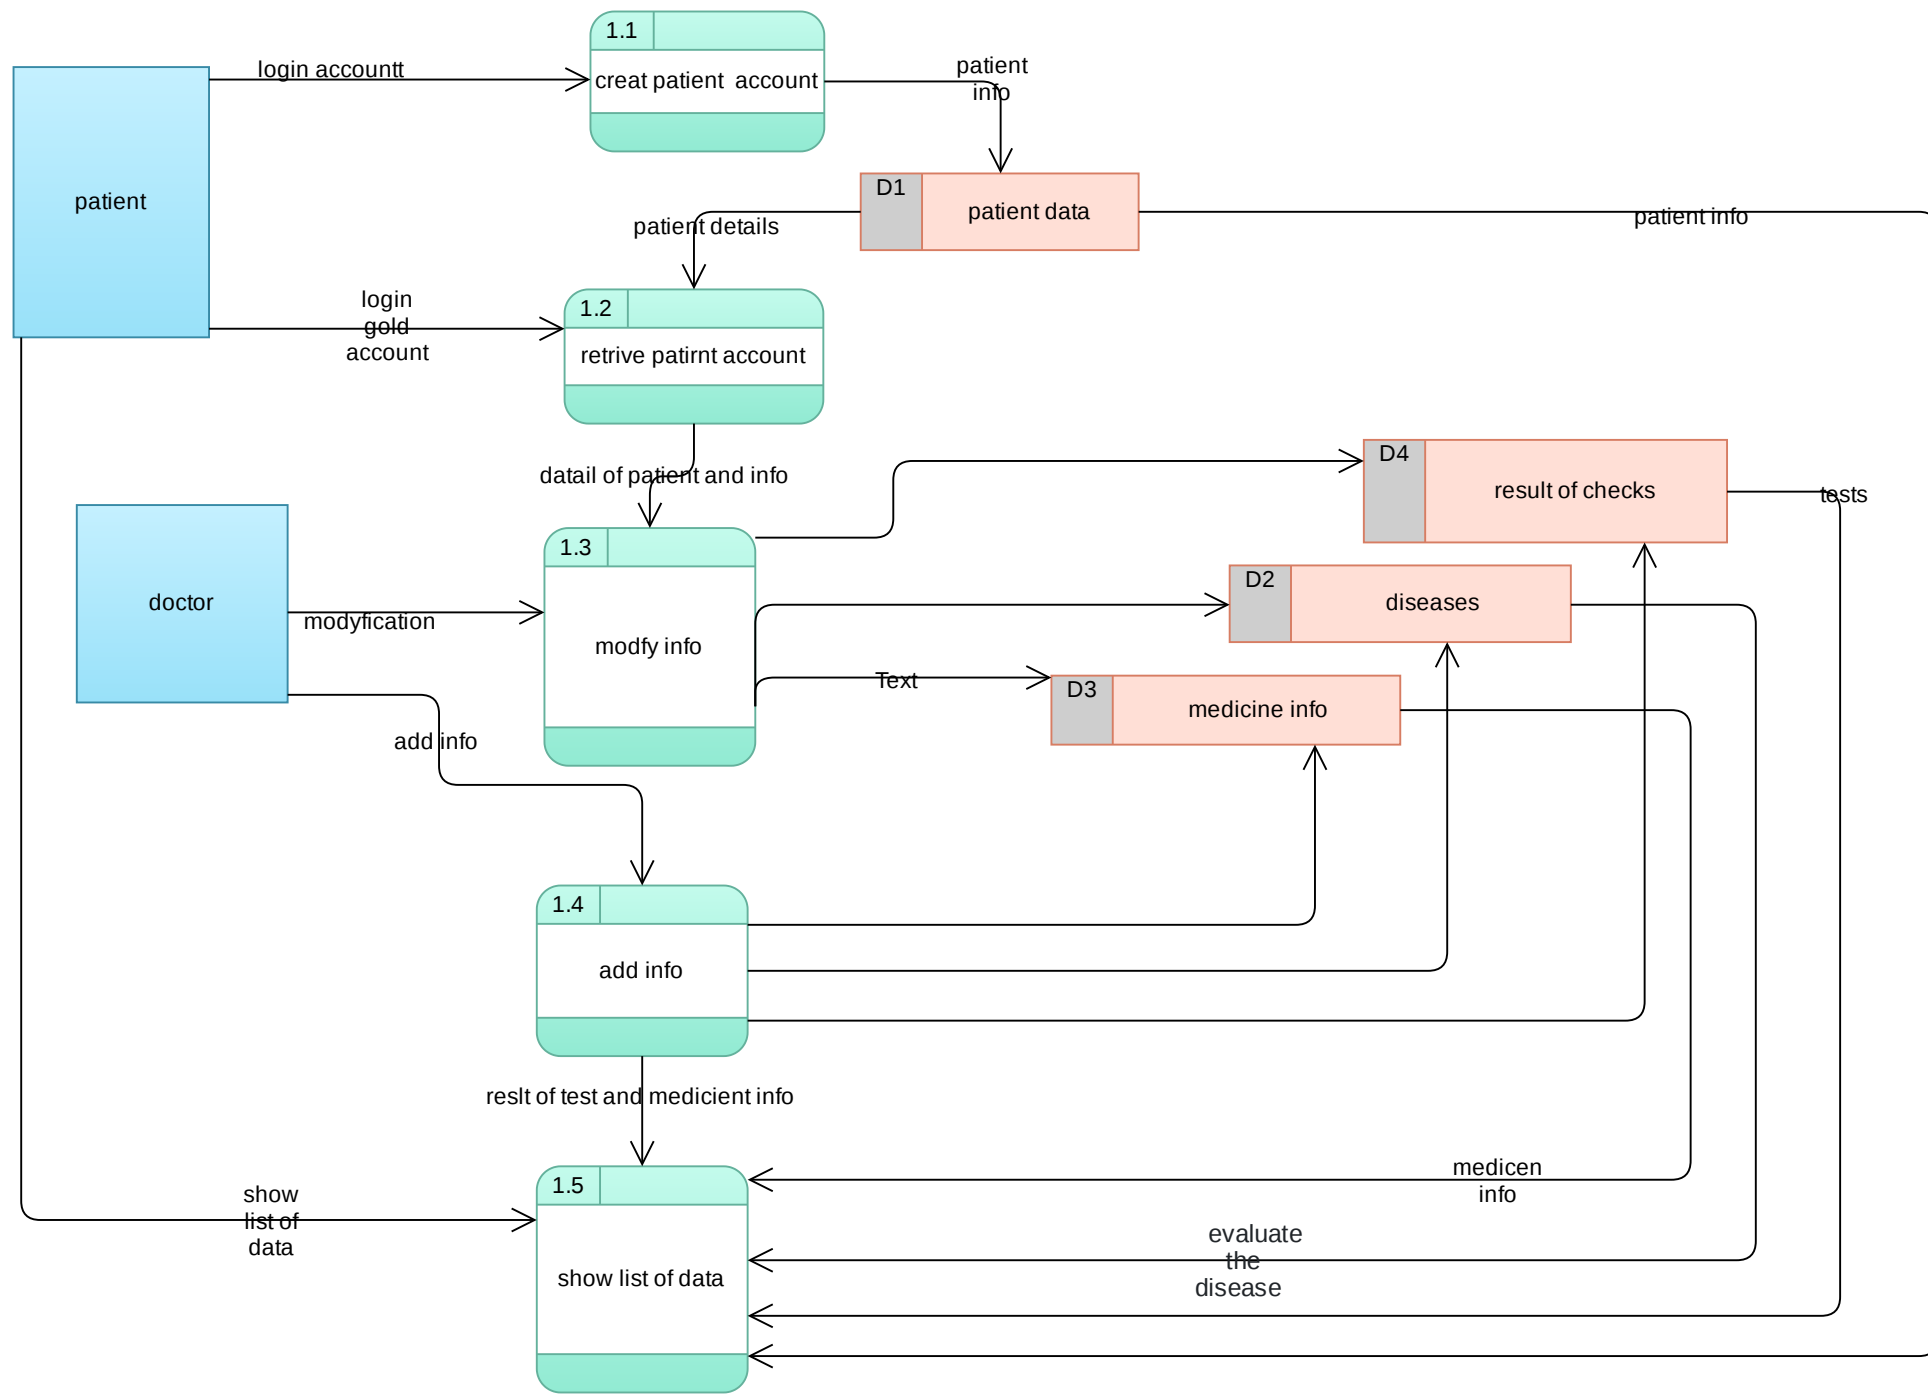 1.1
login accountt
creat patient  account
patient
info
patient
D1
patient data
patient info
patient details
1.2
login
gold
account
retrive patirnt account
D4
result of checks
tests
datail of patient and info
1.3
D2
diseases
doctor
modyfication
modfy info
Text
D3
medicine info
add info
1.4
add info
reslt of test and medicient info
1.5
medicen
info
show
list of
data
evaluate
the
disease
show list of data